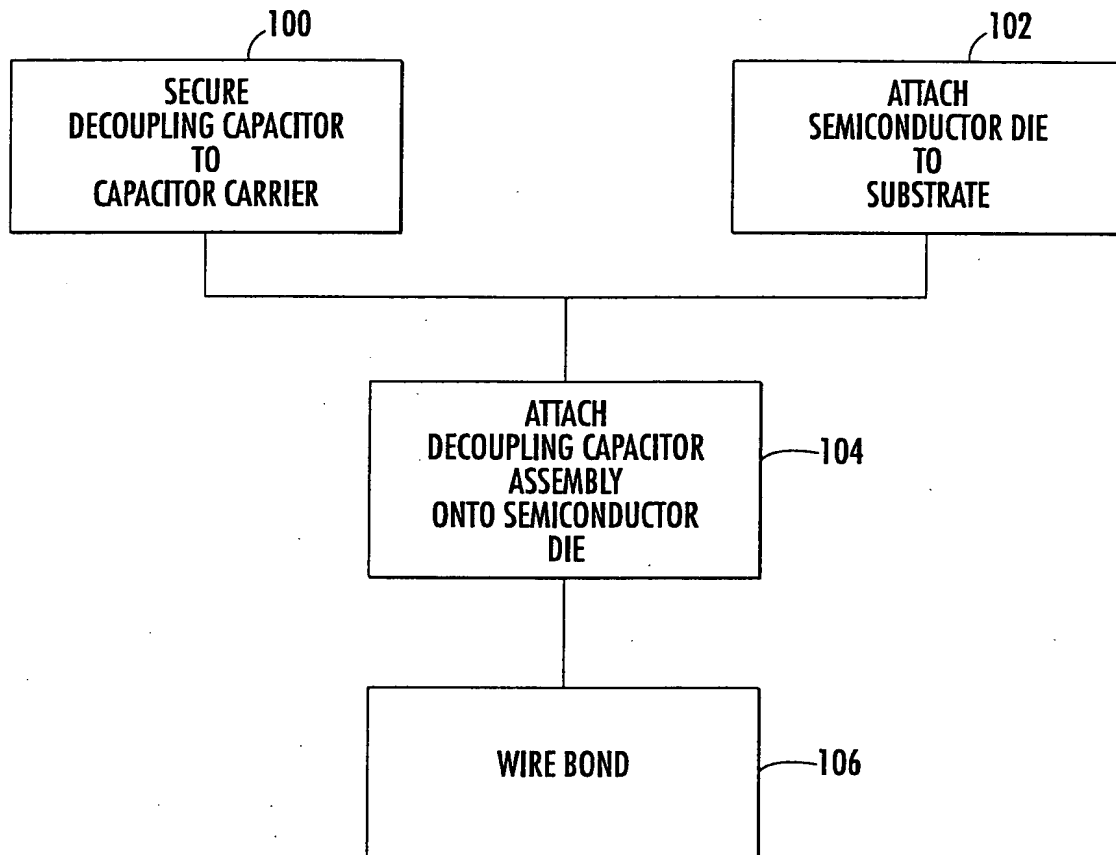 100
SECURE
DECOUPLING CAPACITOR
TO
CAPACITOR CARRIER
102
ATTACH
SEMICONDUCTOR DIE
TO
SUBSTRATE
ATTACH
DECOUPLING CAPACITOR
ASSEMBLY
ONTO SEMICONDUCTOR
DIE
104
WIRE BOND
106